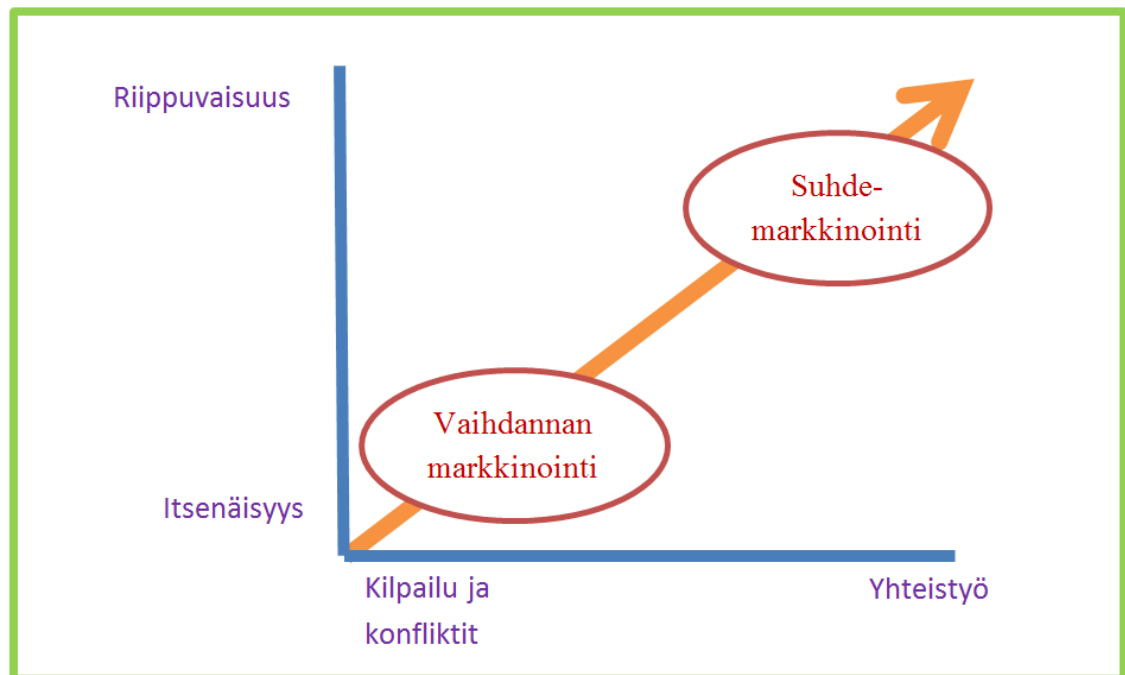 Riippuvaisuus
Suhde-
markkinointi
Vaihdannan
markkinointi
Itsenäisyys
Kilpailu ja
konfliktit
Yhteistyö